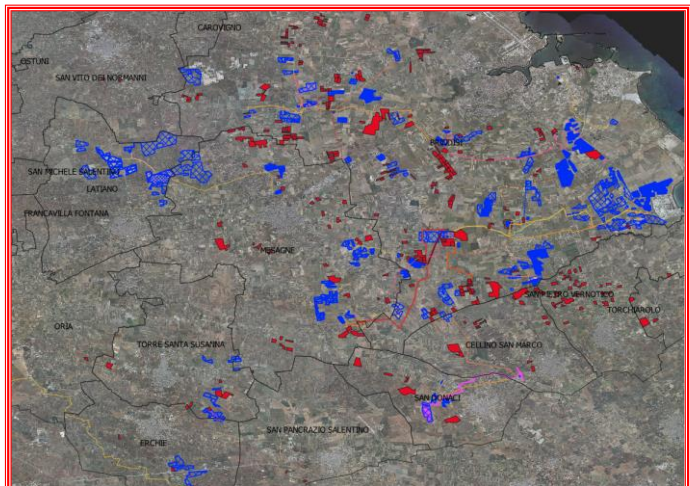 CAROVIGNO
OSTUNI
SAN VITO DEI NORMANNI
BRINDISI
SAN MICHELE SALENTINO
LATIANO
FRANCAVILLA FONTANA
MESAGNE
SAN PIETRO VERNOTICO
TORCHIAROLO
ORIA
TORRE SANTA SUSANNA
CELLINO SAN MARCO
SAN DONACI
SAN PANCRAZIO SALENTINO
ERCHIE